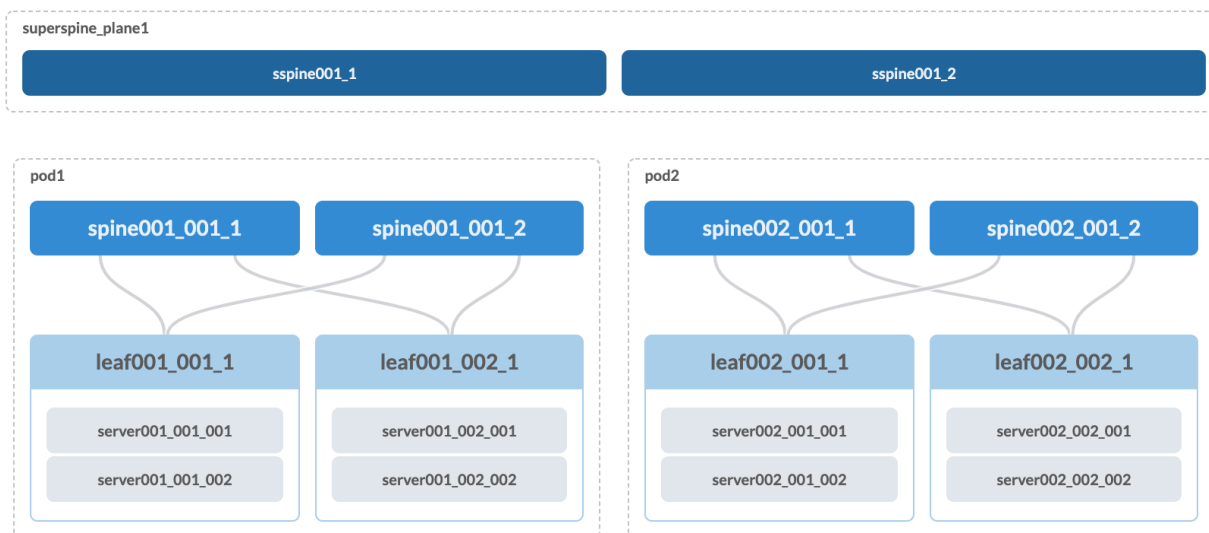 superspine_plane1
sspine001_1
sspine001_2
pod1
spine001_001_1
spine001_001_2
leaf001_001_1
leaf001_002_1
server001_001_001
server001_002_001
server001_001_002
server001_002_002
pod2
spine002_001_1
spine002_001_2
leaf002_001_1
leaf002_002_1
server002_001_001
server002_002_001
server002_001_002
server002_002_002